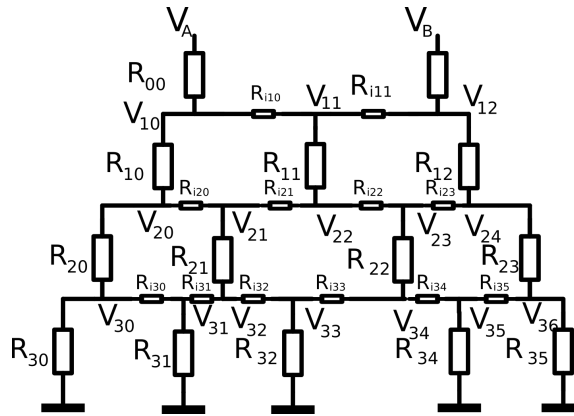 V_A V_B
R_00
R_i10 V_11 R_i11 V_12
V_10
R_10 R_11 R_12
R_i20 R_i21 R_i22 R_i23
V_20 V_21 V_22 V_23 V_24
R_20 R_21 R_22 R_23
R_i30 R_i31 R_i32 R_i33 R_i34 R_i35
V_30 V_31 V_32 V_33 V_34 V_35 V_36
R_30 R_31 R_32 R_34 R_35